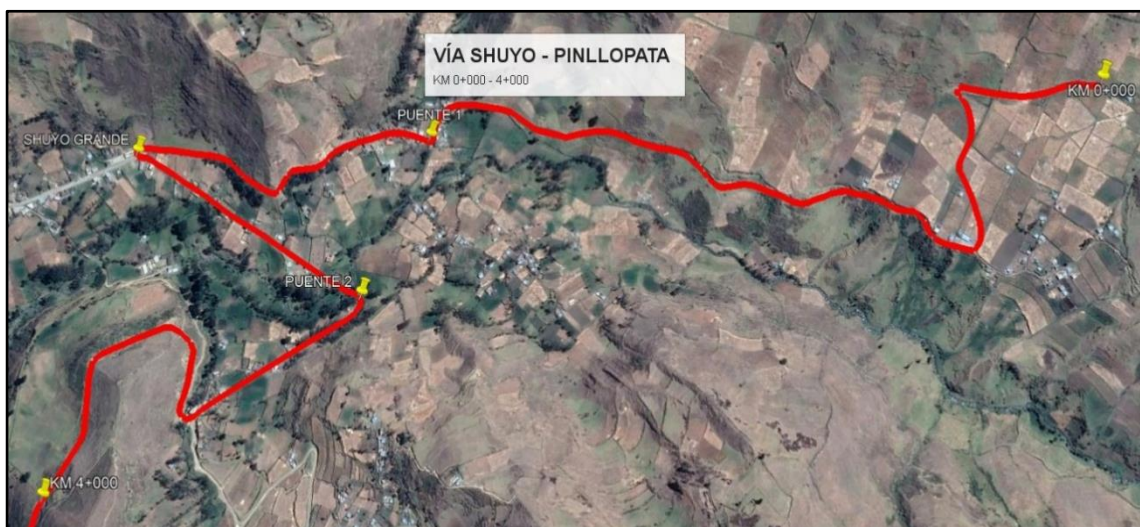 VÍA SHUYO - PINLLOPATA
KM 0+000 - 4+000
KM 0+000
PUENTE 1
SHUYO GRANDE
PUENTE 2
KM 4+000